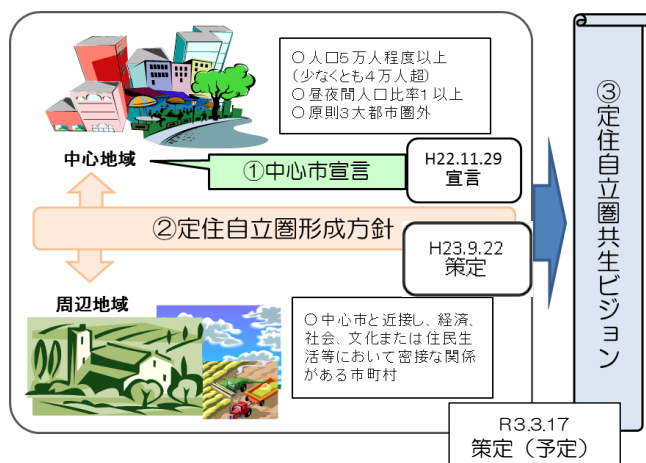 ○人口５万人程度以上
（少なくとも４万人超）
○昼夜間人口比率１以上
○原則３大都市圏外
中心地域
①中心市宣言
H22.11.29
宣言
②定住自立圏形成方針
H23.9.22
策定
周辺地域
○中心市と近接し、経済、
社会、文化または住民生
活等において密接な関係
がある市町村
③定住自立圏共生ビジョン
R3.3.17
策定（予定）